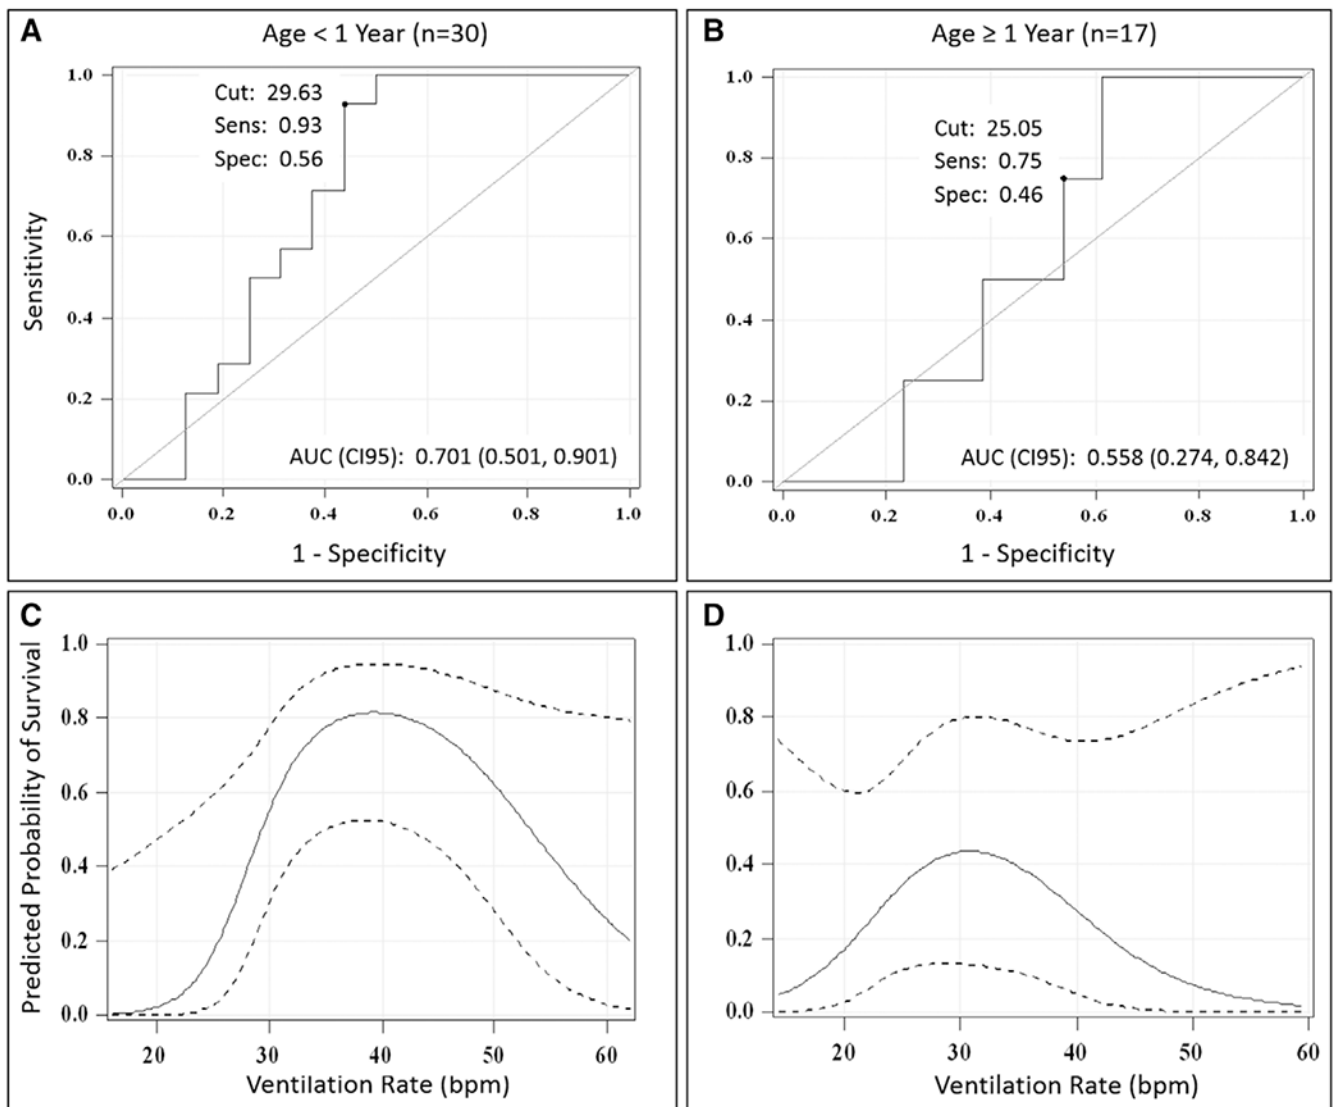 A
Age < 1 Year (n=30)
Sensitivity
1.0
0.8
0.6
0.4
0.2
0.0
Cut: 29.63
Sens: 0.93
Spec: 0.56
AUC (CI95): 0.701 (0.501, 0.901)
0.0 0.2 0.4 0.6 0.8 1.0
1 - Specificity
B
Age ≥ 1 Year (n=17)
1.0
0.8
0.6
0.4
0.2
0.0
Cut: 25.05
Sens: 0.75
Spec: 0.46
AUC (CI95): 0.558 (0.274, 0.842)
0.0 0.2 0.4 0.6 0.8 1.0
1 - Specificity
C
Predicted Probability of Survival
1.0
0.8
0.6
0.4
0.2
0.0
20 30 40 50 60
Ventilation Rate (bpm)
D
1.0
0.8
0.6
0.4
0.2
0.0
20 30 40 50 60
Ventilation Rate (bpm)